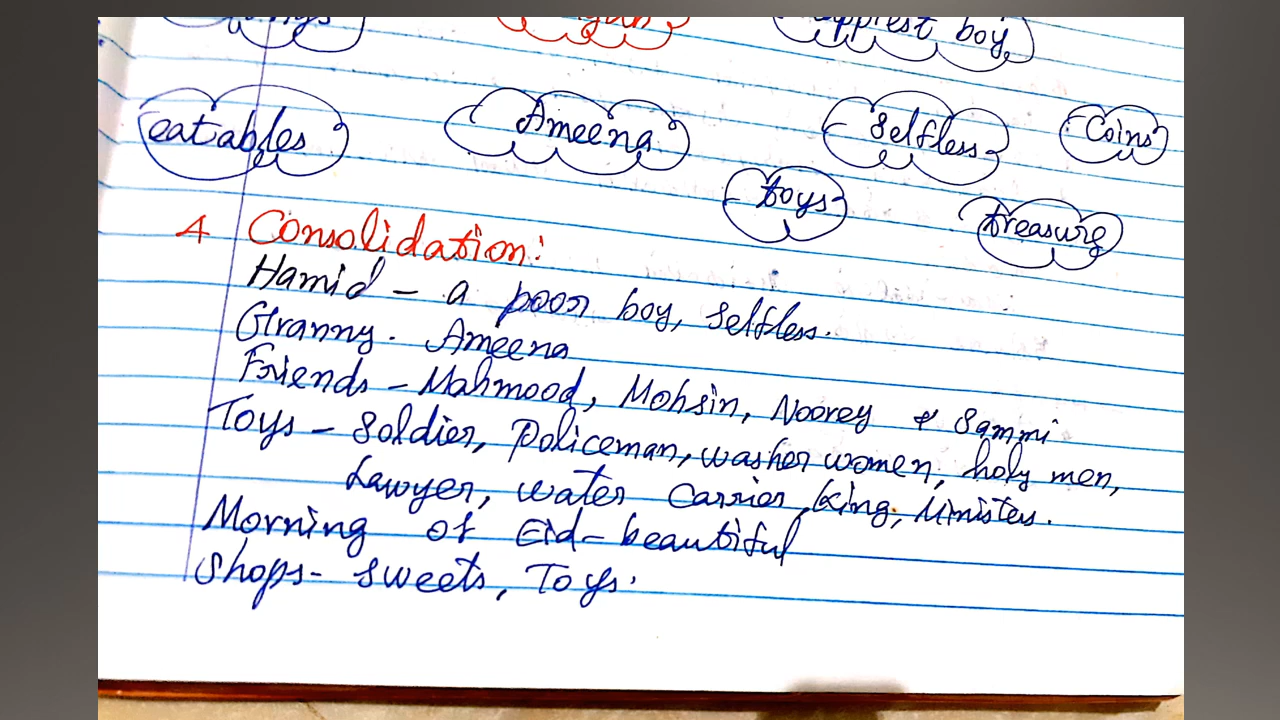 boy
eatables Ameena Selfless Coins
toys treasure
4 Consolidation:
Hamid - a poor boy, selfless.
Granny. Ameena
Friends - Mahmood, Mohsin, Noorey & Sammi
Toys - Soldier, Policeman, washer women, holy men,
Lawyer, water carrier, King, Ministers.
Morning of Eid - beautiful
Shops - sweets, Toys.